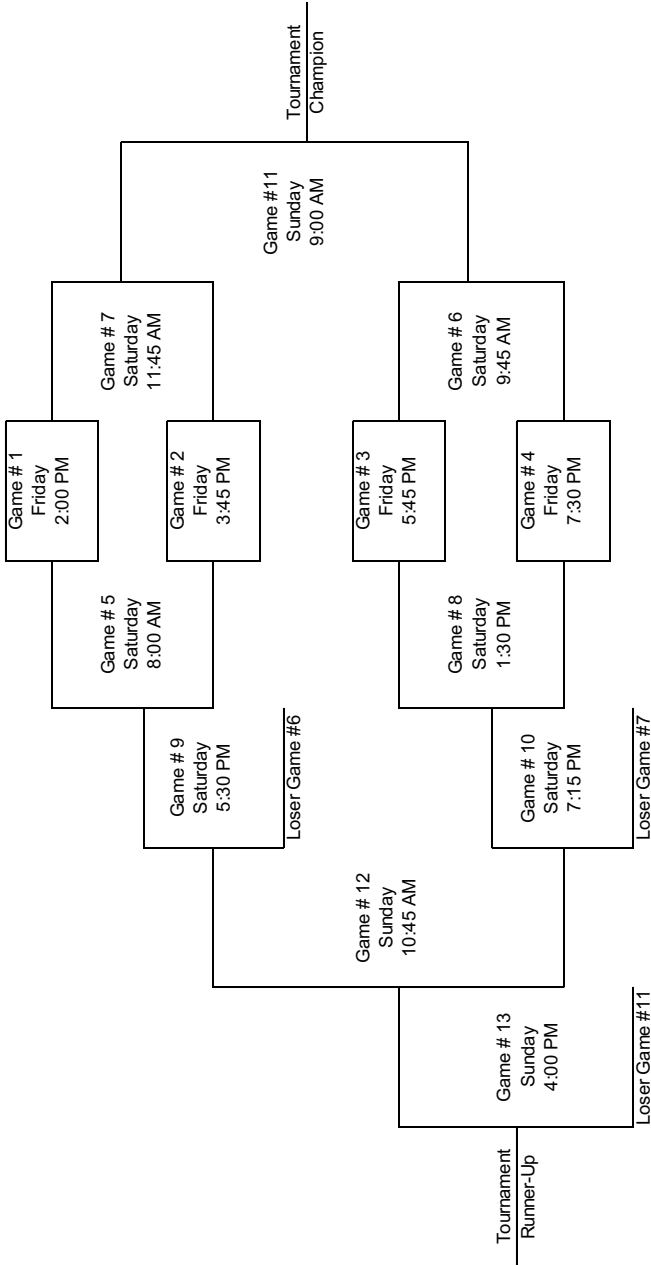 Tournament
Champion
Game #11
Sunday
9:00 AM
Game # 7
Saturday
11:45 AM
Game # 6
Saturday
9:45 AM
Game # 1
Friday
2:00 PM
Game # 2
Friday
3:45 PM
Game # 3
Friday
5:45 PM
Game # 4
Friday
7:30 PM
Game # 5
Saturday
8:00 AM
Game # 8
Saturday
1:30 PM
Game # 9
Saturday
5:30 PM
Loser Game #6
Game # 10
Saturday
7:15 PM
Loser Game #7
Game # 12
Sunday
10:45 AM
Game # 13
Sunday
4:00 PM
Loser Game #11
Tournament
Runner-Up